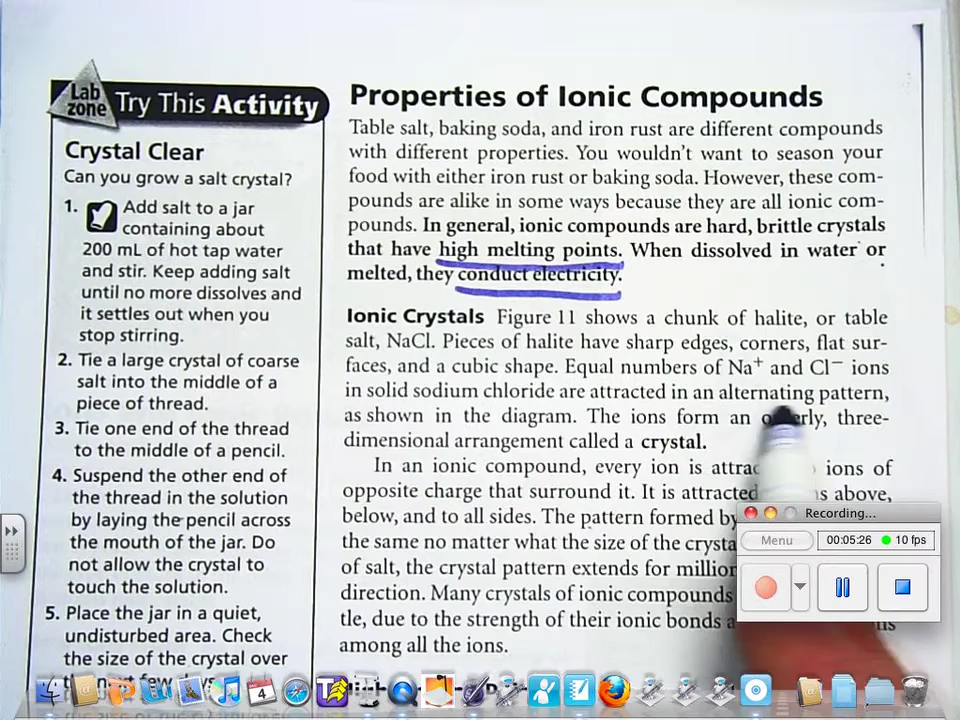 Lab
zone
Try This Activity
Crystal Clear
Can you grow a salt crystal?
1. Add salt to a jar
containing about
200 mL of hot tap water
and stir. Keep adding salt
until no more dissolves and
it settles out when you
stop stirring.
2. Tie a large crystal of coarse
salt into the middle of a
piece of thread.
3. Tie one end of the thread
to the middle of a pencil.
4. Suspend the other end of
the thread in the solution
by laying the pencil across
the mouth of the jar. Do
not allow the crystal to
touch the solution.
5. Place the jar in a quiet,
undisturbed area. Check
the size of the crystal over
Properties of Ionic Compounds
Table salt, baking soda, and iron rust are different compounds
with different properties. You wouldn't want to season your
food with either iron rust or baking soda. However, these com-
pounds are alike in some ways because they are all ionic com-
pounds. In general, ionic compounds are hard, brittle crystals
that have high melting points. When dissolved in water or
melted, they conduct electricity.
Ionic Crystals Figure 11 shows a chunk of halite, or table
salt, NaCl. Pieces of halite have sharp edges, corners, flat sur-
faces, and a cubic shape. Equal numbers of Na⁺ and Cl⁻ ions
in solid sodium chloride are attracted in an alternating pattern,
as shown in the diagram. The ions form an orderly, three-
dimensional arrangement called a crystal.
In an ionic compound, every ion is ions of
opposite charge that surround it. It is attracted above,
below, and to all sides. The pattern formed by
the same no matter what the size of the
of salt, the crystal pattern extends for
direction. Many crystals of ionic compounds
tle, due to the strength of their ionic bonds
among all the ions.
Recording...
Menu
00:05:26
10 fps
4